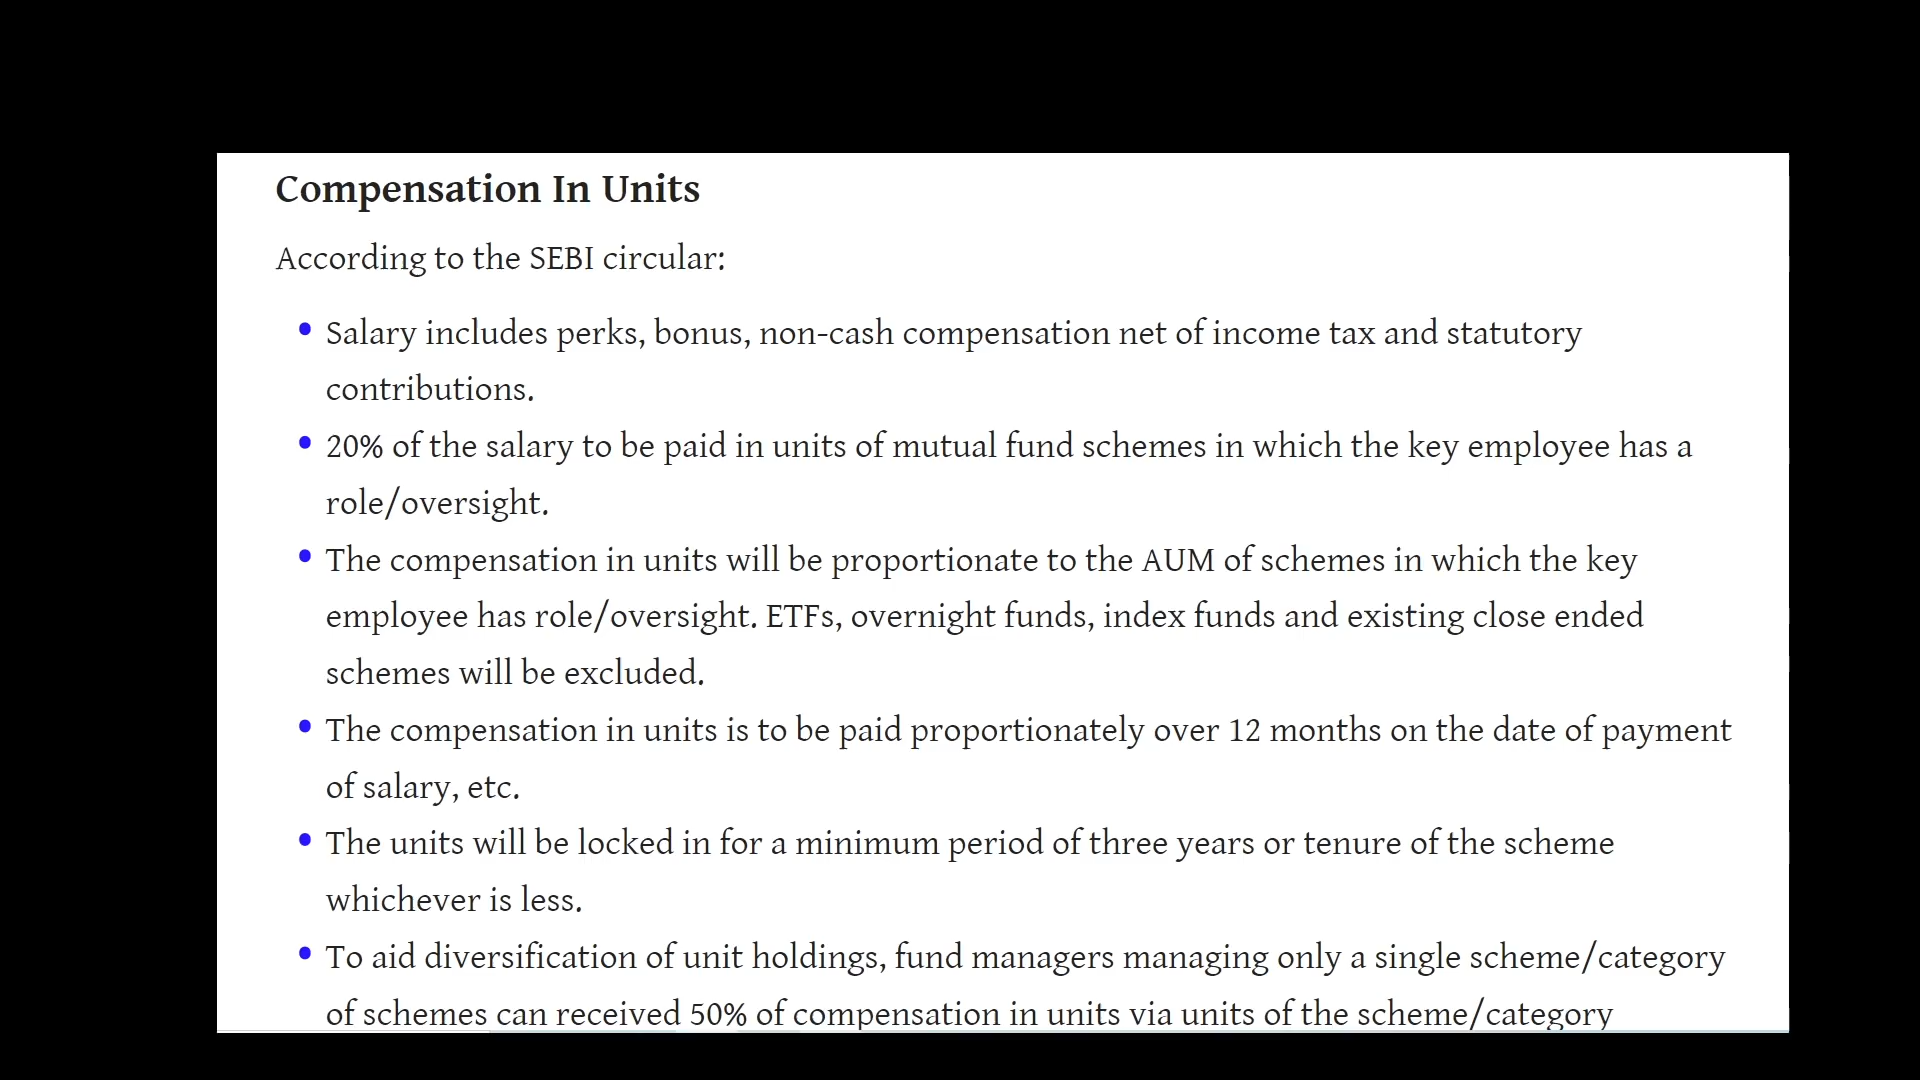 Compensation In Units
According to the SEBI circular:
Salary includes perks, bonus, non-cash compensation net of income tax and statutory
contributions.
20% of the salary to be paid in units of mutual fund schemes in which the key employee has a
role/oversight.
The compensation in units will be proportionate to the AUM of schemes in which the key
employee has role/oversight. ETFs, overnight funds, index funds and existing close ended
schemes will be excluded.
The compensation in units is to be paid proportionately over 12 months on the date of payment
of salary, etc.
The units will be locked in for a minimum period of three years or tenure of the scheme
whichever is less.
To aid diversification of unit holdings, fund managers managing only a single scheme/category
of schemes can received 50% of compensation in units via units of the scheme/category